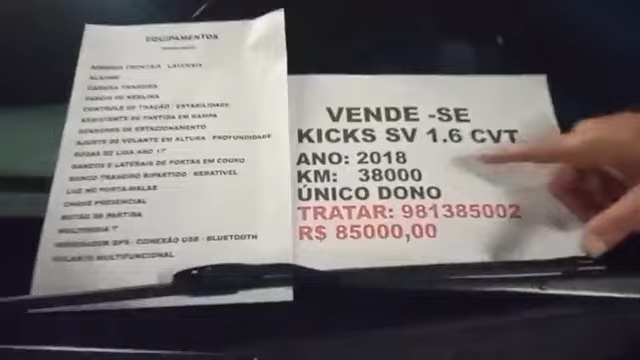 EQUIPAMENTOS
AIRBAGS FRONTAIS - LATERAIS
ALARME
CAMERA TRASEIRA
FAROIS DE NEBLINA
CONTROLE DE TRAÇÃO / ESTABILIDADE
ASSISTENTE DE PARTIDA EM RAMPA
SENSORES DE ESTACIONAMENTO
AJUSTE DE VOLANTE EM ALTURA - PROFUNDIDADE
RODAS DE LIGA ARO 17"
BANCOS E LATERAIS DE PORTAS EM COURO
BANCO TRASEIRO BIPARTIDO - REBATÍVEL
LUZ NO PORTA-MALAS
CHAVE PRESENCIAL
BOTÃO DE PARTIDA
MULTIMIDIA 7"
GPS - CONEXÃO USB - BLUETOOTH
VOLANTE MULTIFUNCIONAL
VENDE -SE
KICKS SV 1.6 CVT
ANO: 2018
KM: 38000
ÚNICO DONO
TRATAR: 981385002
R$ 85000,00